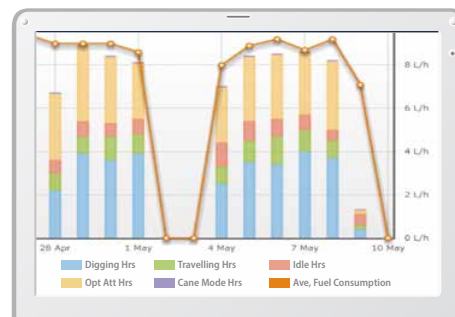 8 L/h
6 L/h
4 L/h
2 L/h
0 L/h
28 Apr 1 May 4 May 7 May 10 May
Digging Hrs Travelling Hrs Idle Hrs
Opt Att Hrs Cane Mode Hrs Ave, Fuel Consumption